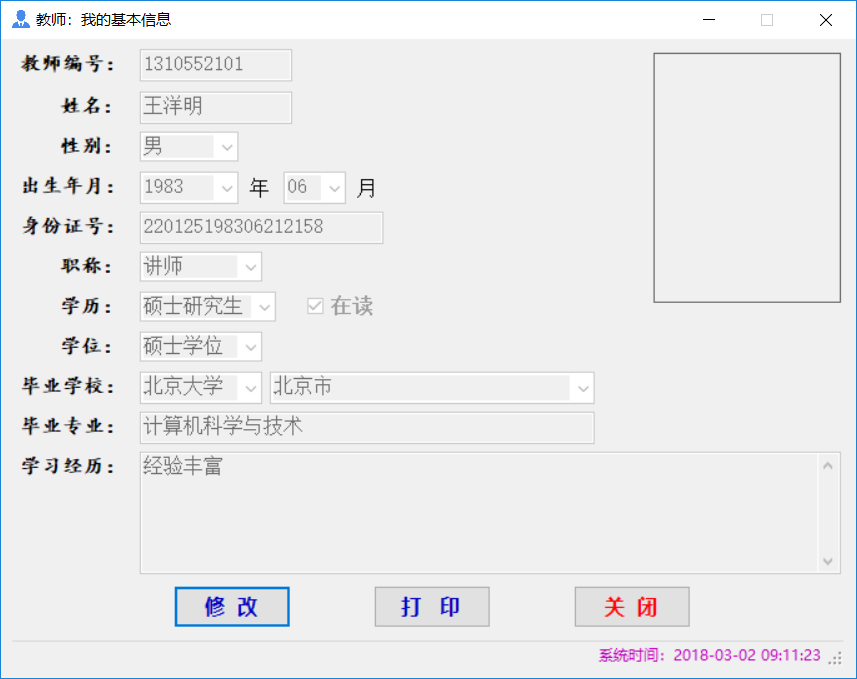 教师：我的基本信息
教师编号： 1310552101
姓名： 王洋明
性别： 男
出生年月： 1983 年 06 月
身份证号： 220125198306212158
职称： 讲师
学历： 硕士研究生 在读
学位： 硕士学位
毕业学校： 北京大学 北京市
毕业专业： 计算机科学与技术
学习经历： 经验丰富
修 改 打 印 关 闭
系统时间：2018-03-02 09:11:23